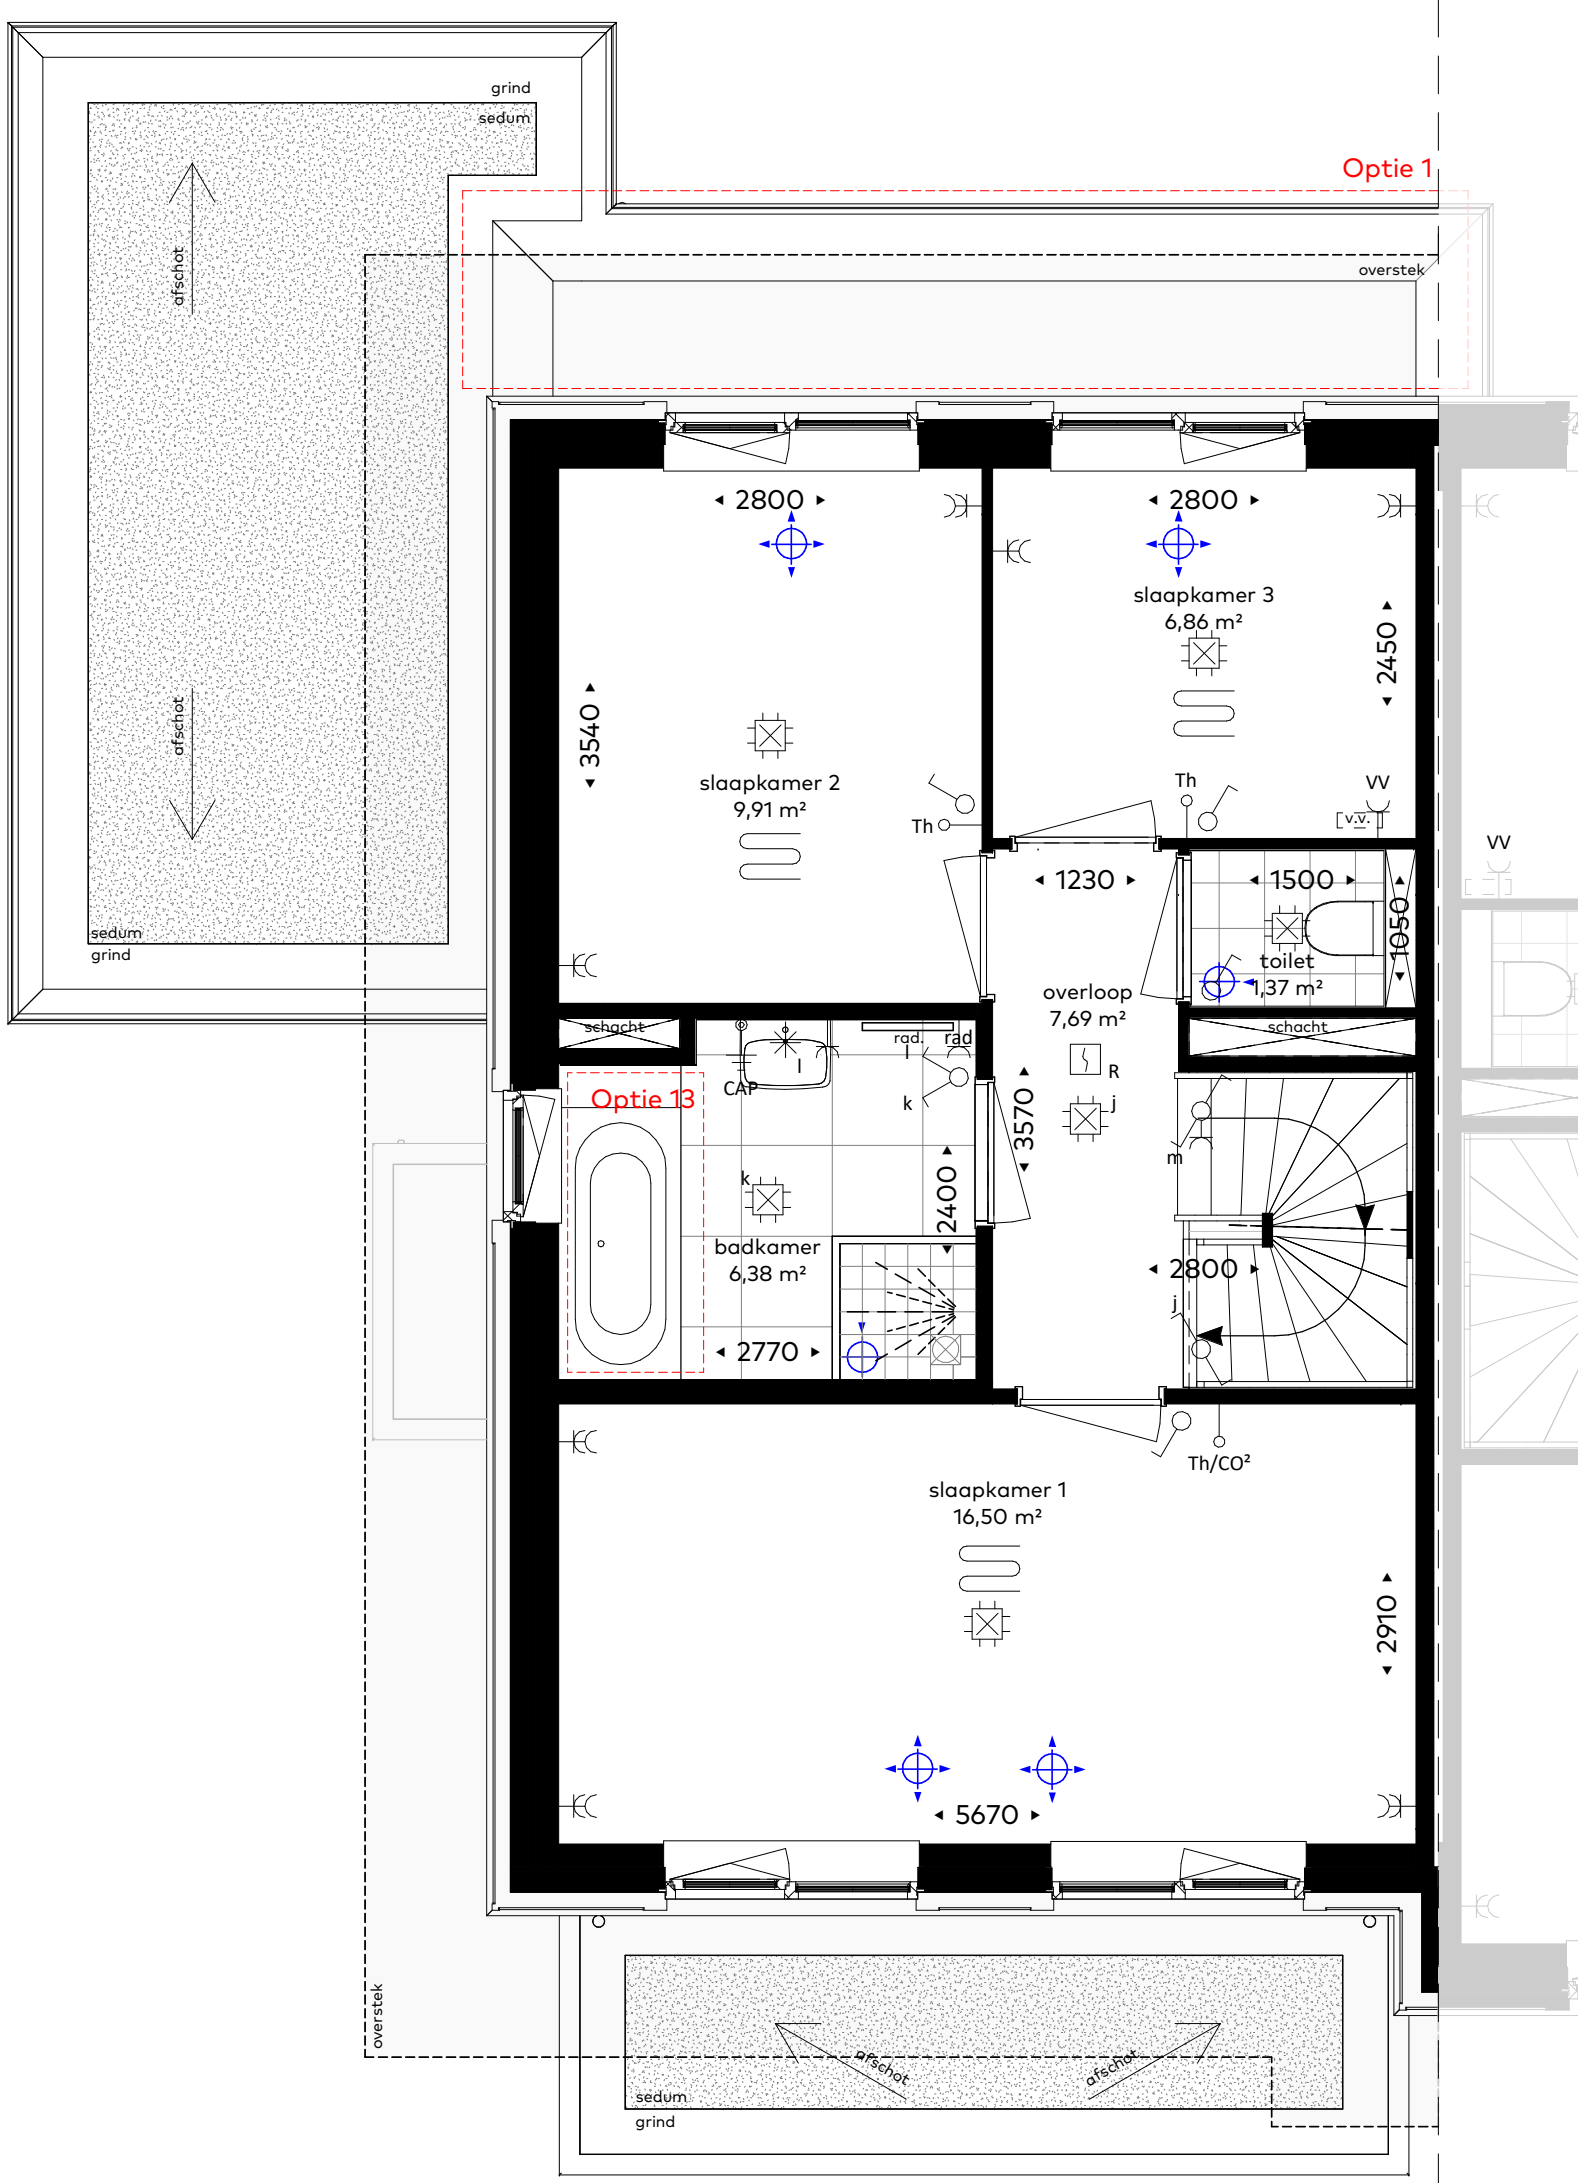 grind
sedum
Optie 1
overstek
afschot
2800
2800
slaapkamer 3
6,86 m²
2450
3540
afschot
slaapkamer 2
9,91 m²
Th
Th
VV
v.v.
VV
1230
1500
1050
sedum
grind
toilet
1,37 m²
overloop
7,69 m²
schacht
schacht
rad.
rad
l
l
R
CAP
k
j
Optie 13
3570
m
k
2400
badkamer
6,38 m²
2800
j
2770
Th/CO²
slaapkamer 1
16,50 m²
2910
5670
overstek
afschot
afschot
sedum
grind